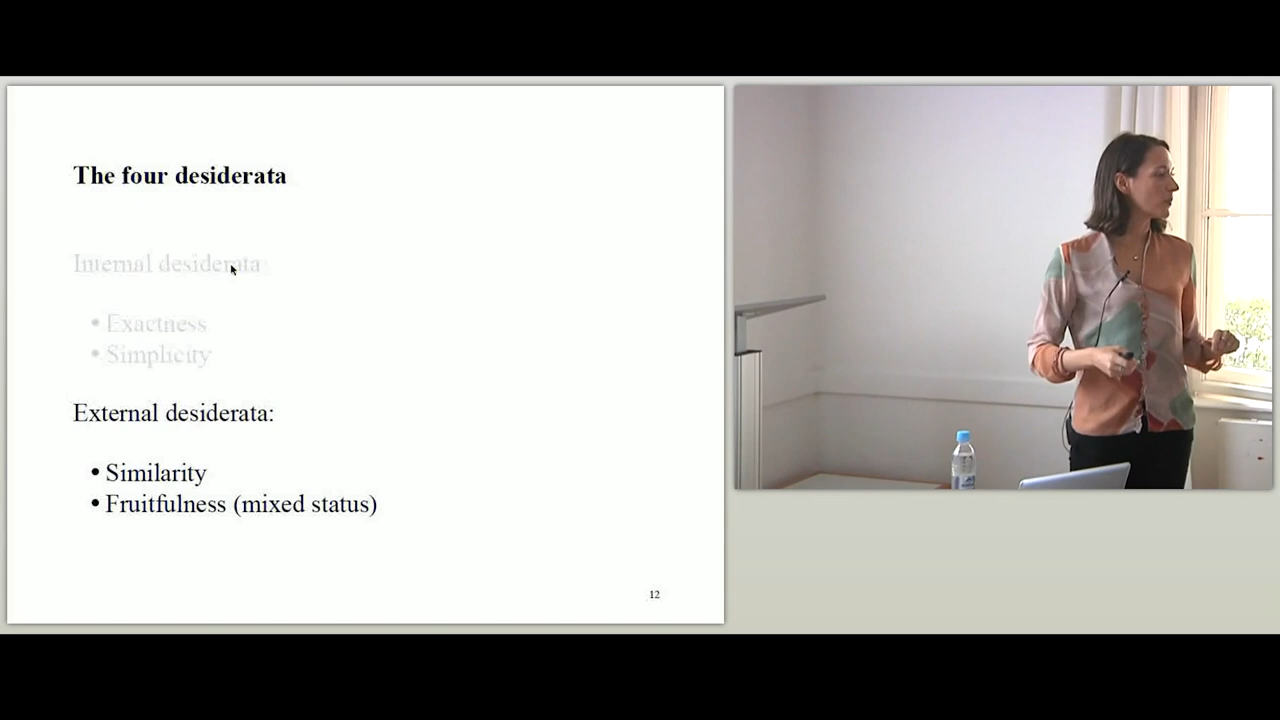 The four desiderata
Internal desiderata
• Exactness
• Simplicity
External desiderata:
• Similarity
• Fruitfulness (mixed status)
12